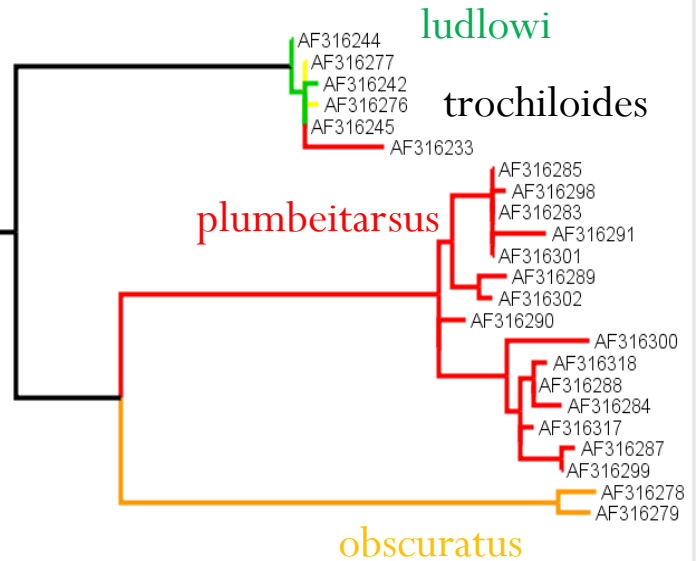 ludlowi
AF316244
AF316277
AF316242
AF316276
trochiloides
AF316245
AF316233
AF316285
AF316298
plumbeitarsus
AF316283
AF316291
AF316301
AF316289
AF316302
AF316290
AF316300
AF316318
AF316288
AF316284
AF316317
AF316287
AF316299
AF316278
AF316279
obscuratus